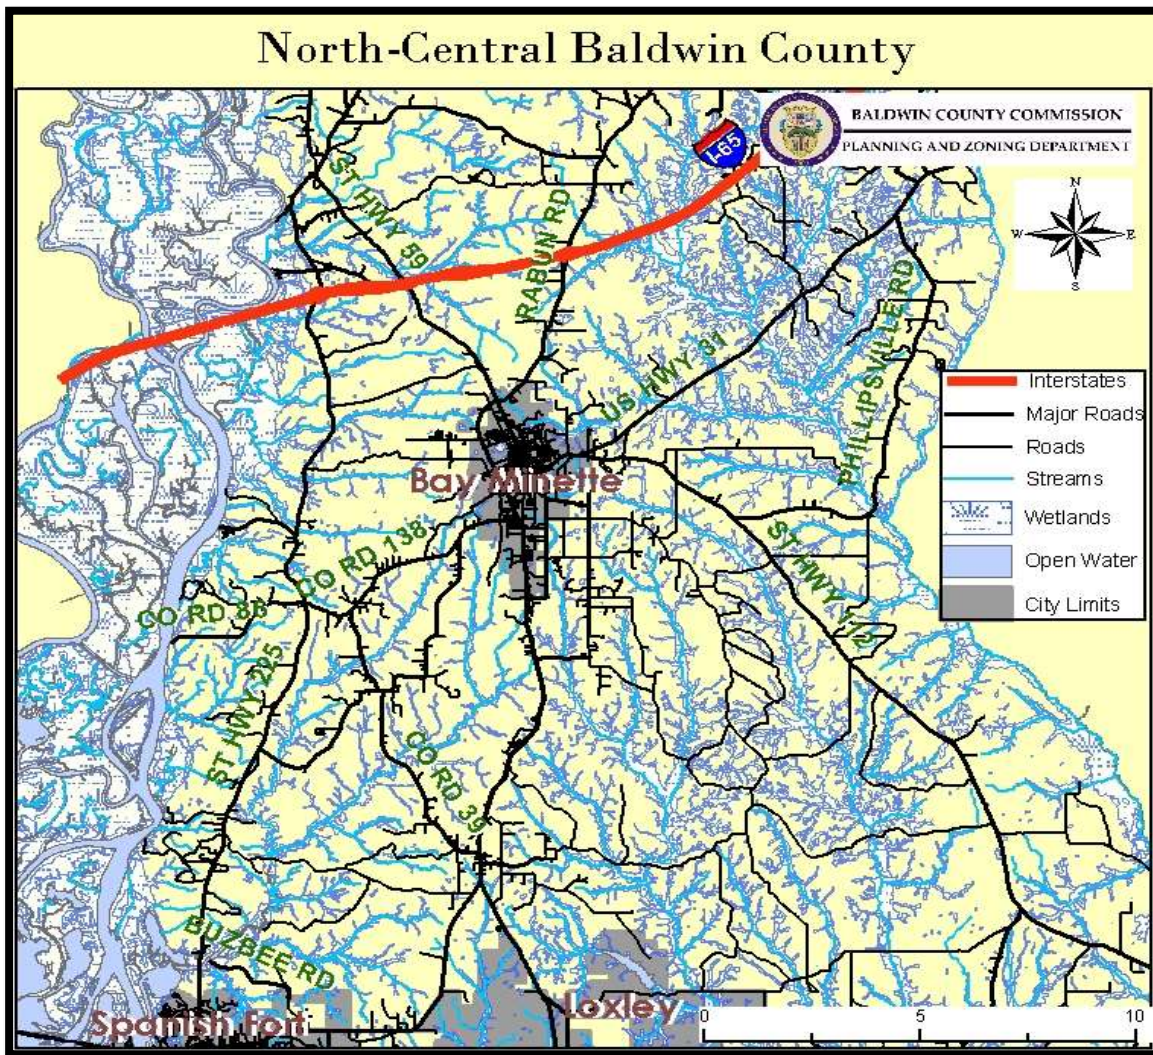 North-Central Baldwin County
BALDWIN COUNTY COMMISSION
PLANNING AND ZONING DEPARTMENT
I-65
N
W
E
S
ST HWY 59
RABUN RD
US HWY 31
PHILLIPSVILLE RD
Interstates
Major Roads
Roads
Streams
Wetlands
Open Water
City Limits
Bay Minette
CO RD 138
CO RD 86
ST HWY 112
ST HWY 225
CO RD 39
BUZBEE RD
Spanish Fort
Loxley
0 5 10